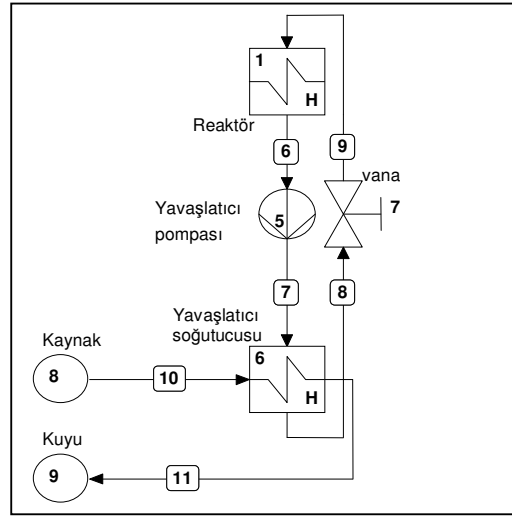 1
H
Reaktör
6
9
vana
7
Yavaşlatıcı
pompası
5
7
8
Yavaşlatıcı
soğutucusu
Kaynak
8
10
6
H
Kuyu
9
11